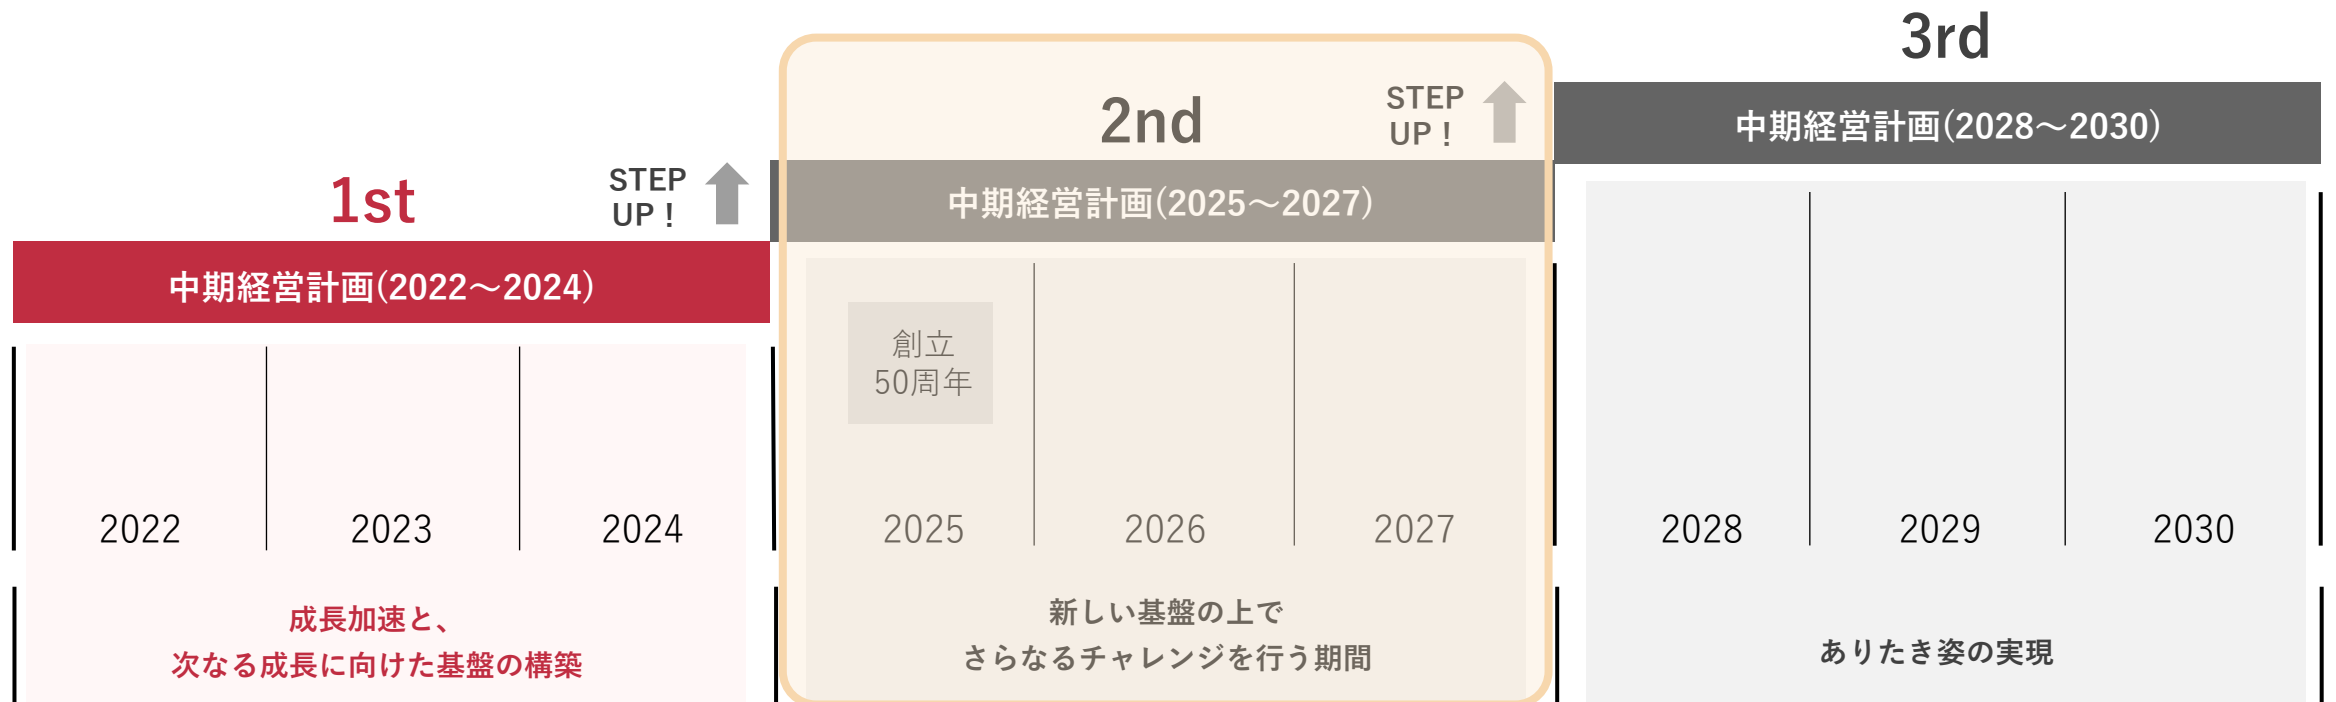 1st
STEP
UP！
中期経営計画(2022～2024)
2022
2023
2024
成長加速と、
次なる成長に向けた基盤の構築
2nd
STEP
UP！
中期経営計画(2025～2027)
創立
50周年
2025
2026
2027
新しい基盤の上で
さらなるチャレンジを行う期間
3rd
中期経営計画(2028～2030)
2028
2029
2030
ありたき姿の実現